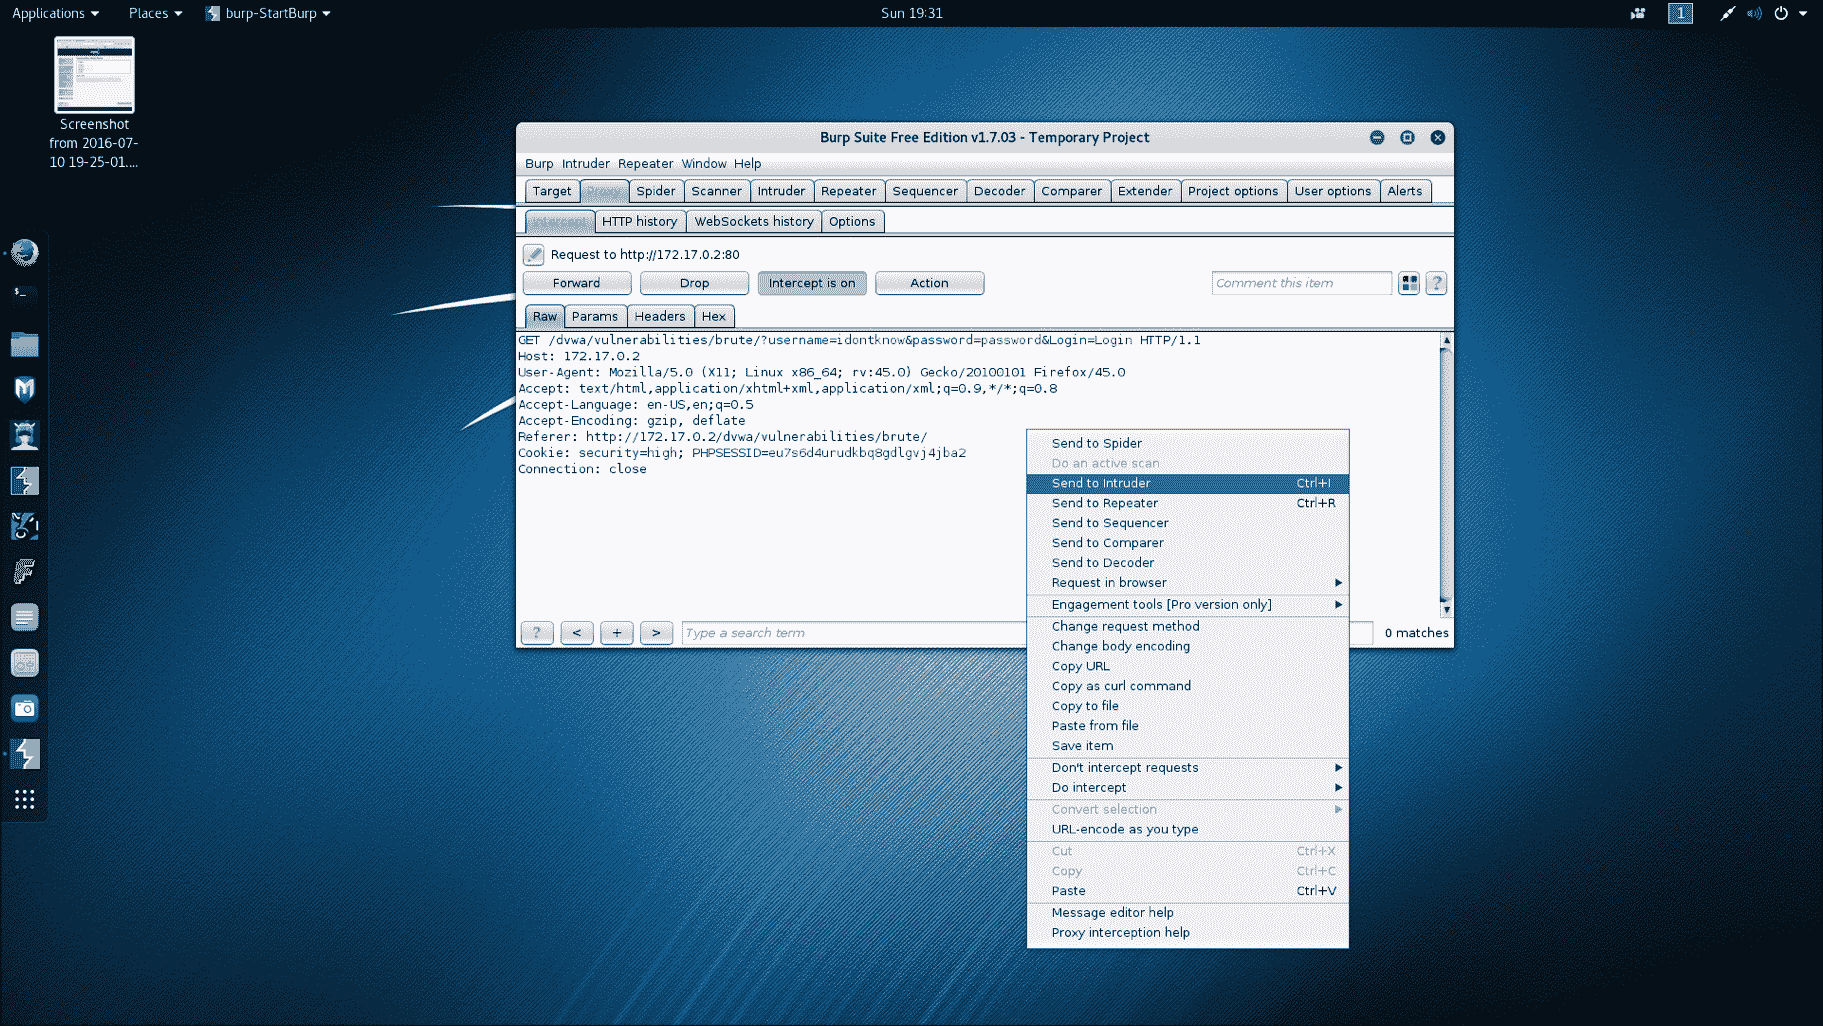 Applications Places burp-StartBurp Sun 19:31 1
Screenshot
from 2016-07-
10 19-25-01....
Burp Suite Free Edition v1.7.03 - Temporary Project
Burp Intruder Repeater Window Help
Target Proxy Spider Scanner Intruder Repeater Sequencer Decoder Comparer Extender Project options User options Alerts
Intercept HTTP history WebSockets history Options
Request to http://172.17.0.2:80
Forward Drop Intercept is on Action Comment this item ?
Raw Params Headers Hex
GET /dvwa/vulnerabilities/brute/?username=idontknow&password=password&Login=Login HTTP/1.1
Host: 172.17.0.2
User-Agent: Mozilla/5.0 (X11; Linux x86_64; rv:45.0) Gecko/20100101 Firefox/45.0
Accept: text/html,application/xhtml+xml,application/xml;q=0.9,*/*;q=0.8
Accept-Language: en-US,en;q=0.5
Accept-Encoding: gzip, deflate
Referer: http://172.17.0.2/dvwa/vulnerabilities/brute/
Cookie: security=high; PHPSESSID=eu7s6d4urudkbq8gdlgvj4jba2
Connection: close
? < + > Type a search term 0 matches
Send to Spider
Do an active scan
Send to Intruder Ctrl+I
Send to Repeater Ctrl+R
Send to Sequencer
Send to Comparer
Send to Decoder
Request in browser
Engagement tools [Pro version only]
Change request method
Change body encoding
Copy URL
Copy as curl command
Copy to file
Paste from file
Save item
Don't intercept requests
Do intercept
Convert selection
URL-encode as you type
Cut Ctrl+X
Copy Ctrl+C
Paste Ctrl+V
Message editor help
Proxy interception help